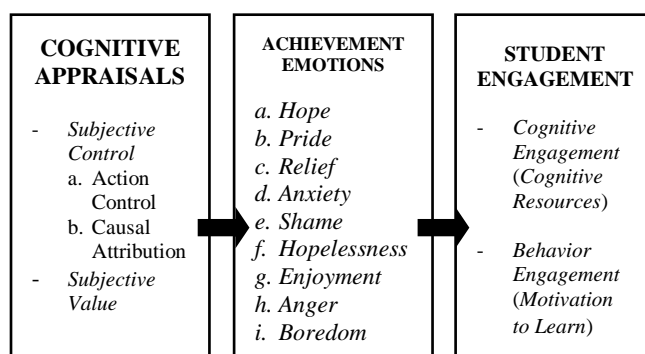 COGNITIVE
APPRAISALS
- Subjective
Control
a. Action
Control
b. Causal
Attribution
- Subjective
Value
ACHIEVEMENT
EMOTIONS
a. Hope
b. Pride
c. Relief
d. Anxiety
e. Shame
f. Hopelessness
g. Enjoyment
h. Anger
i. Boredom
STUDENT
ENGAGEMENT
- Cognitive
Engagement
(Cognitive
Resources)
- Behavior
Engagement
(Motivation
to Learn)